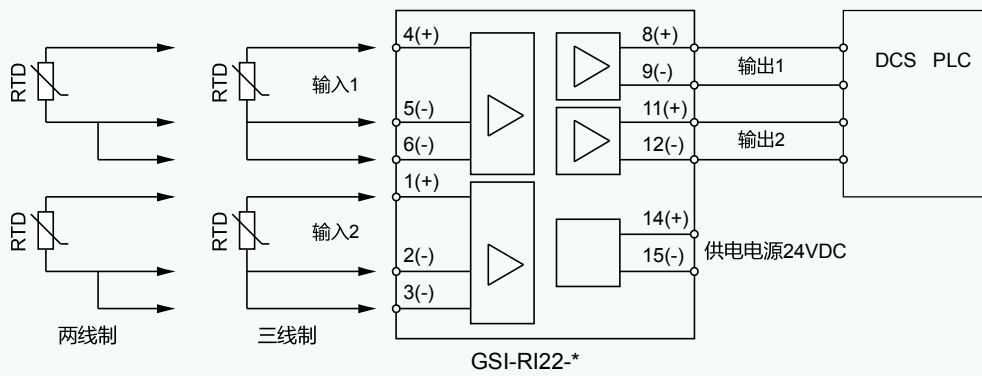 RTD
RTD
输入1
4(+)
5(-)
6(-)
8(+)
9(-)
输出1
11(+)
12(-)
输出2
DCS PLC
RTD
RTD
输入2
1(+)
2(-)
3(-)
14(+)
15(-)
供电电源24VDC
两线制
三线制
GSI-RI22-*